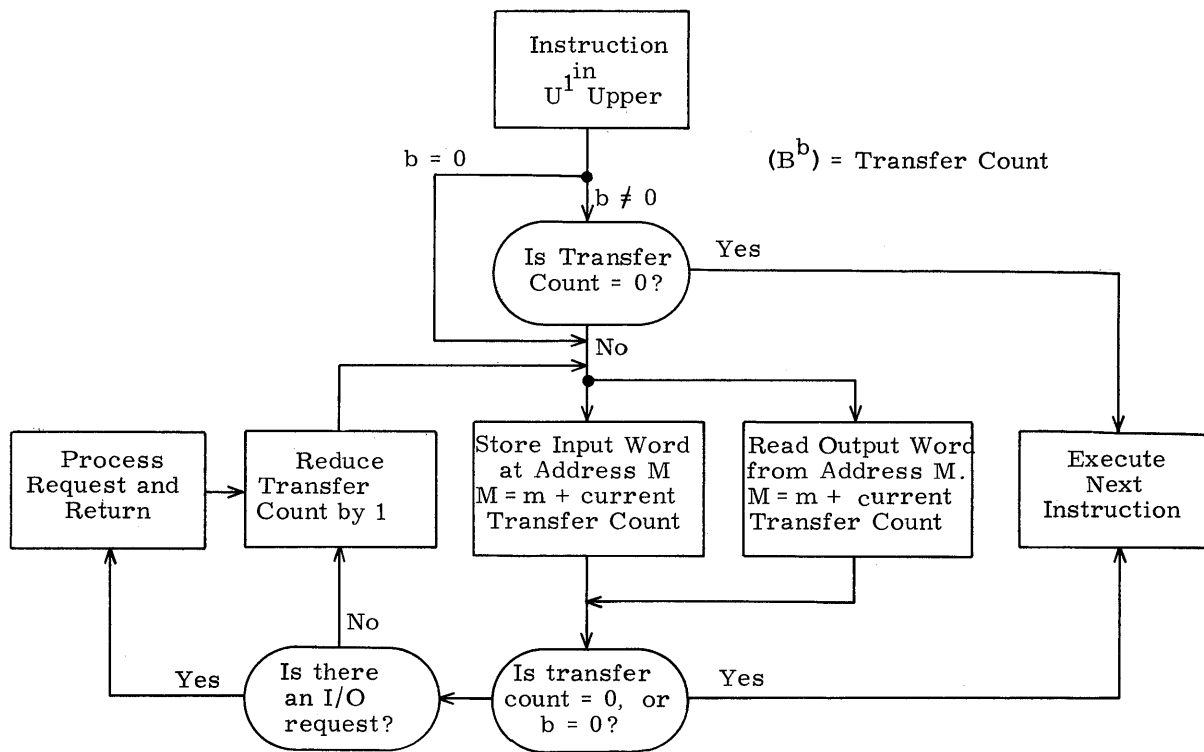 Instruction
in
U¹ Upper
b = 0
(Bᵇ) = Transfer Count
b ≠ 0
Is Transfer
Count = 0?
Yes
No
Process
Request and
Return
Reduce
Transfer
Count by 1
Store Input Word
at Address M
M = m + current
Transfer Count
Read Output Word
from Address M.
M = m + current
Transfer Count
Execute
Next
Instruction
No
Yes
Is there
an I/O
request?
Is transfer
count = 0, or
b = 0?
Yes